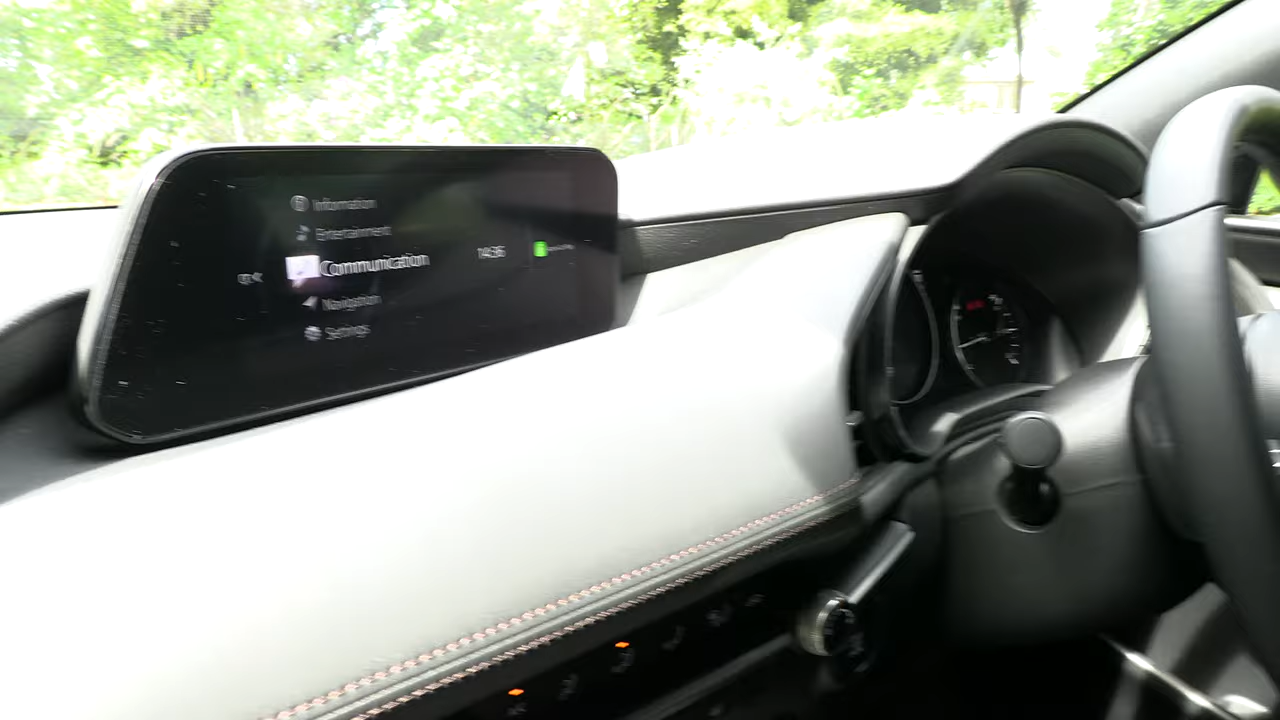 Information
Entertainment
Communication
14:36
Navigation
Settings